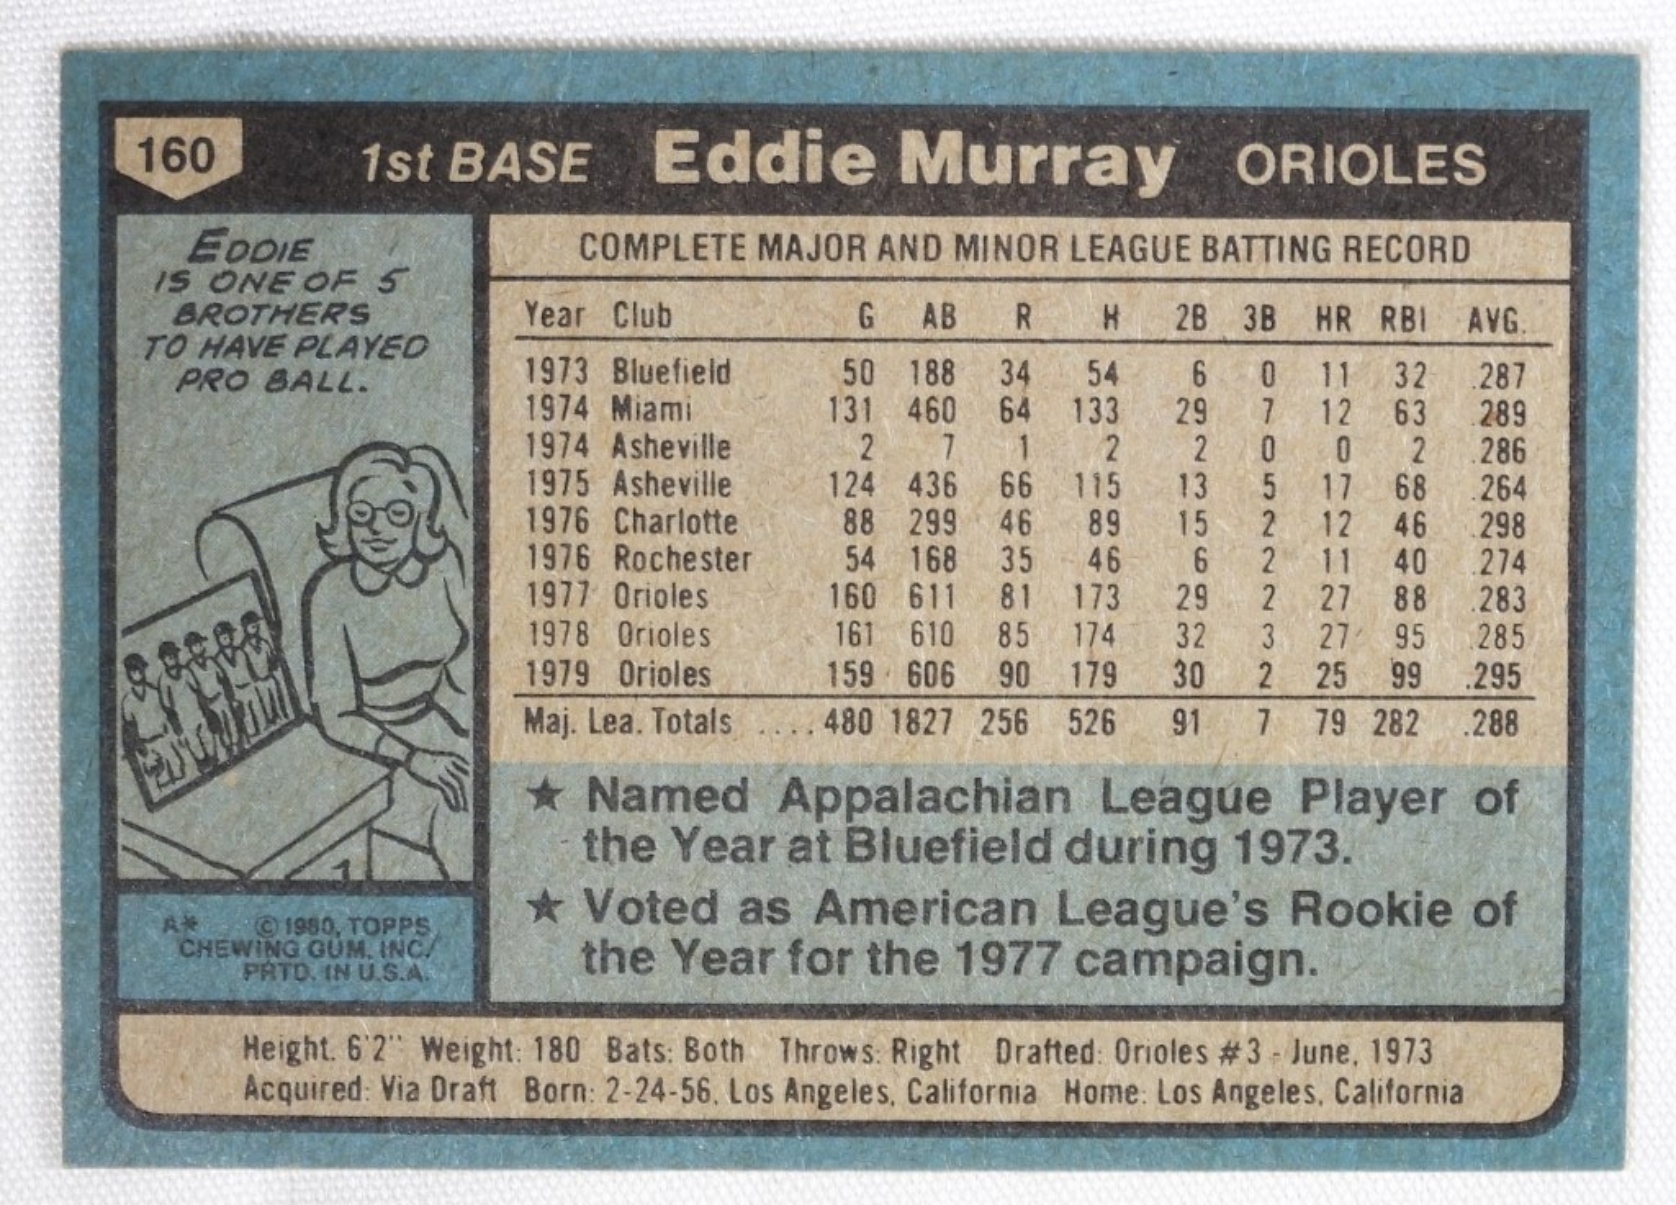 160 1st BASE Eddie Murray ORIOLES
EDDIE
IS ONE OF 5
BROTHERS
TO HAVE PLAYED
PRO BALL.
COMPLETE MAJOR AND MINOR LEAGUE BATTING RECORD
Year Club G AB R H 2B 3B HR RBI AVG.
1973 Bluefield 50 188 34 54 6 0 11 32 .287
1974 Miami 131 460 64 133 29 7 12 63 .289
1974 Asheville 2 7 1 2 2 0 0 2 .286
1975 Asheville 124 436 66 115 13 5 17 68 .264
1976 Charlotte 88 299 46 89 15 2 12 46 .298
1976 Rochester 54 168 35 46 6 2 11 40 .274
1977 Orioles 160 611 81 173 29 2 27 88 .283
1978 Orioles 161 610 85 174 32 3 27 95 .285
1979 Orioles 159 606 90 179 30 2 25 99 .295
Maj. Lea. Totals .... 480 1827 256 526 91 7 79 282 .288
★ Named Appalachian League Player of
the Year at Bluefield during 1973.
★ Voted as American League's Rookie of
the Year for the 1977 campaign.
A* © 1980, TOPPS
CHEWING GUM, INC.
PRTD. IN U.S.A.
Height: 6'2" Weight: 180 Bats: Both Throws: Right Drafted: Orioles #3 - June, 1973
Acquired: Via Draft Born: 2-24-56, Los Angeles, California Home: Los Angeles, California